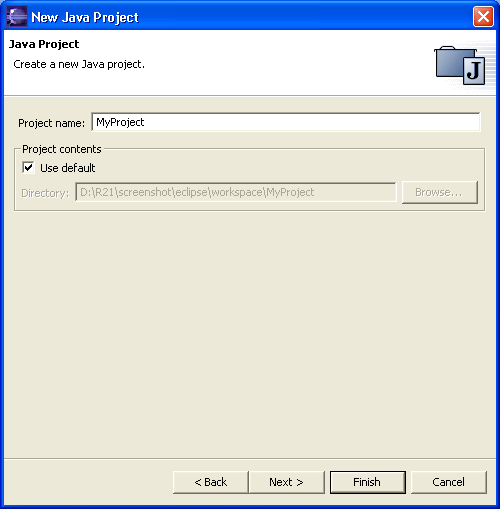 New Java Project
Java Project
Create a new Java project.
J
Project name: MyProject
Project contents
Use default
Directory: D:\R21\screenshot\eclipse\workspace\MyProject Browse...
< Back Next > Finish Cancel